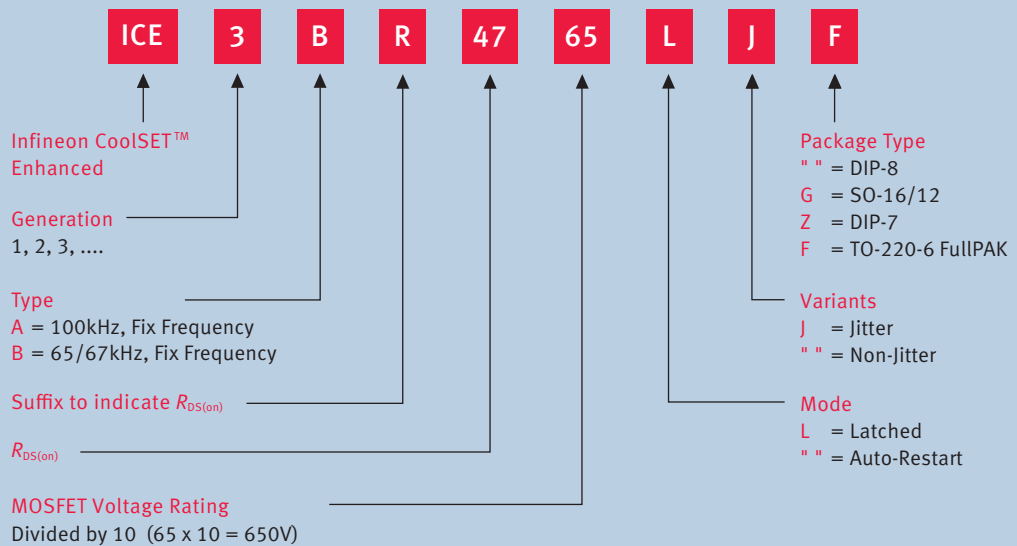 ICE 3 B R 47 65 L J F
Infineon CoolSET™
Enhanced
Generation
1, 2, 3, ....
Type
A = 100kHz, Fix Frequency
B = 65/67kHz, Fix Frequency
Suffix to indicate RDS(on)
RDS(on)
MOSFET Voltage Rating
Divided by 10 (65 x 10 = 650V)
Package Type
" " = DIP-8
G = SO-16/12
Z = DIP-7
F = TO-220-6 FullPAK
Variants
J = Jitter
" " = Non-Jitter
Mode
L = Latched
" " = Auto-Restart